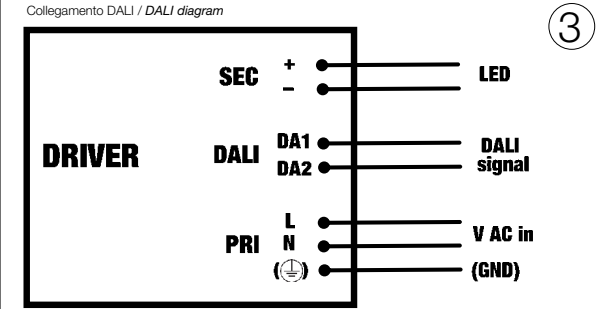 Collegamento DALI / DALI diagram
3
SEC + LED
−
DRIVER DALI DA1 DALI
DA2 signal
L
PRI N V AC in
(⏚) (GND)